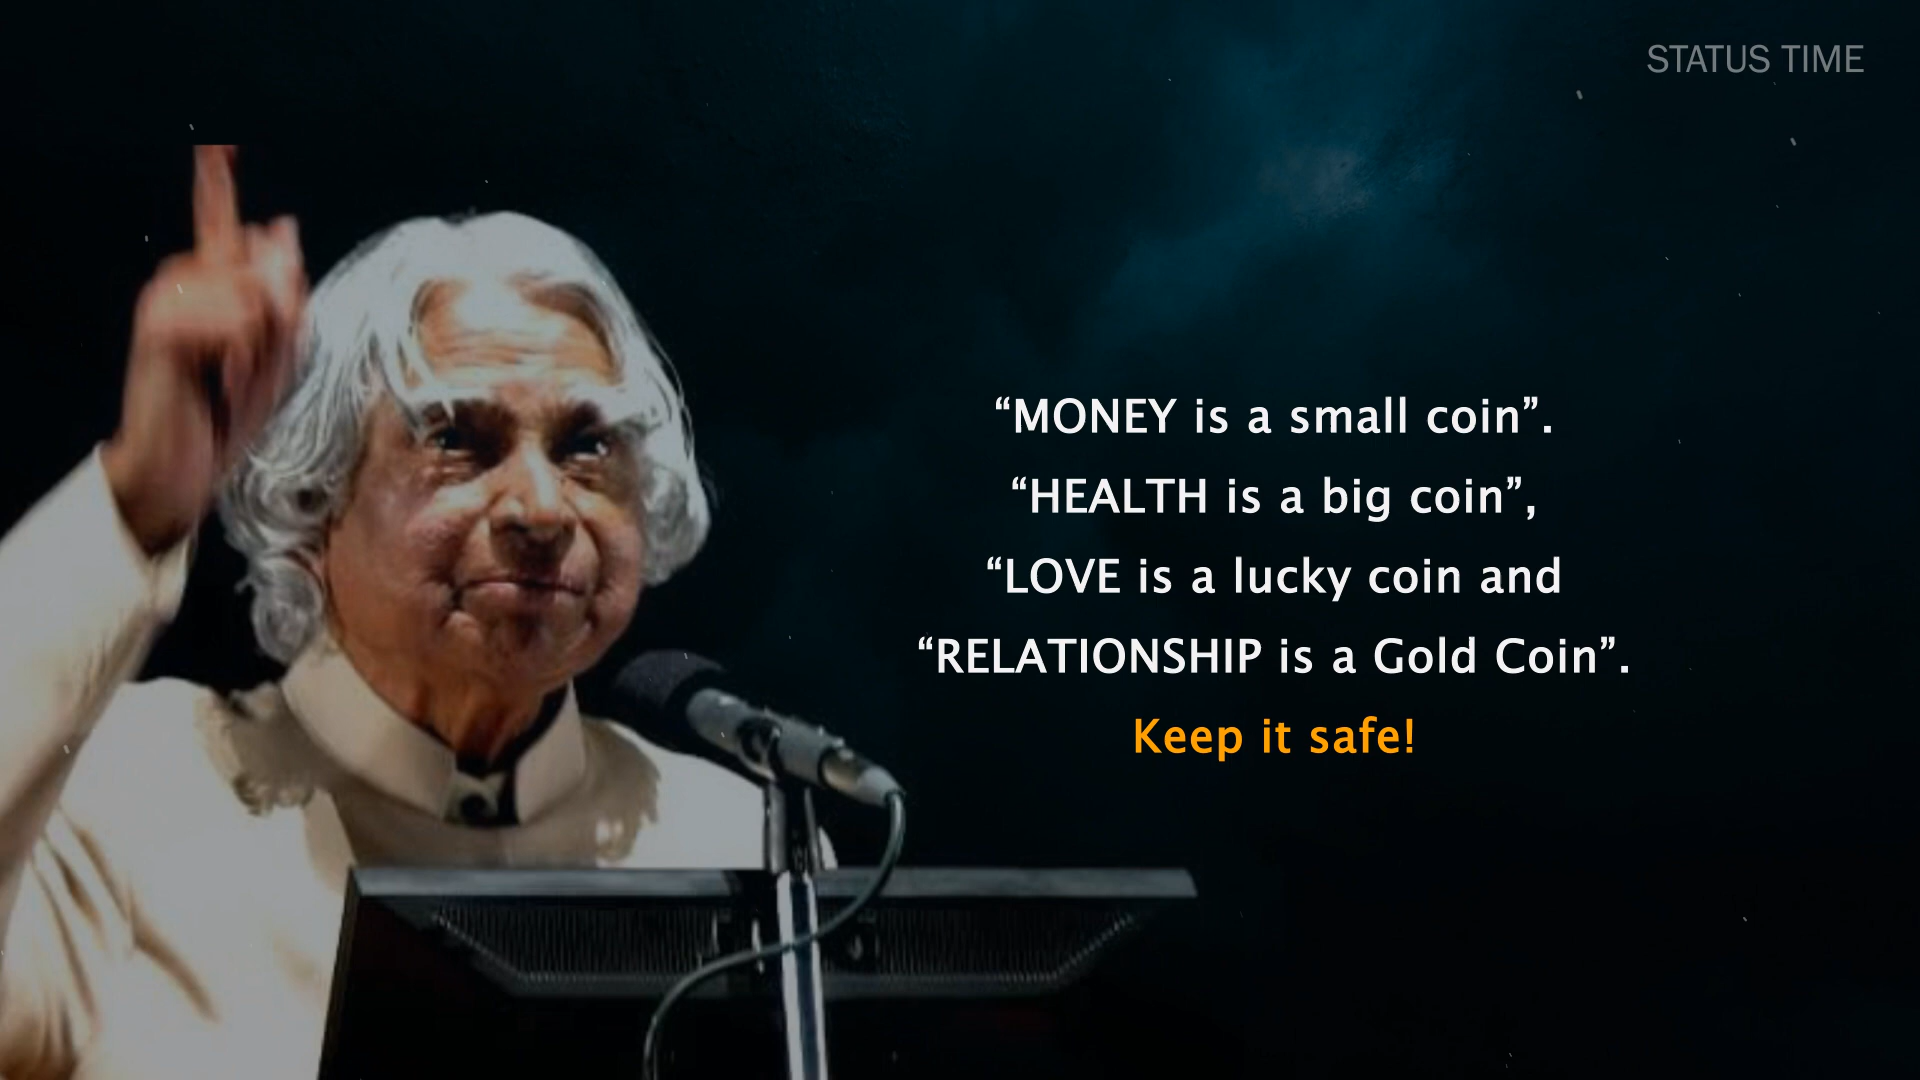 STATUS TIME
“MONEY is a small coin”.
“HEALTH is a big coin”,
“LOVE is a lucky coin and
“RELATIONSHIP is a Gold Coin”.
Keep it safe!